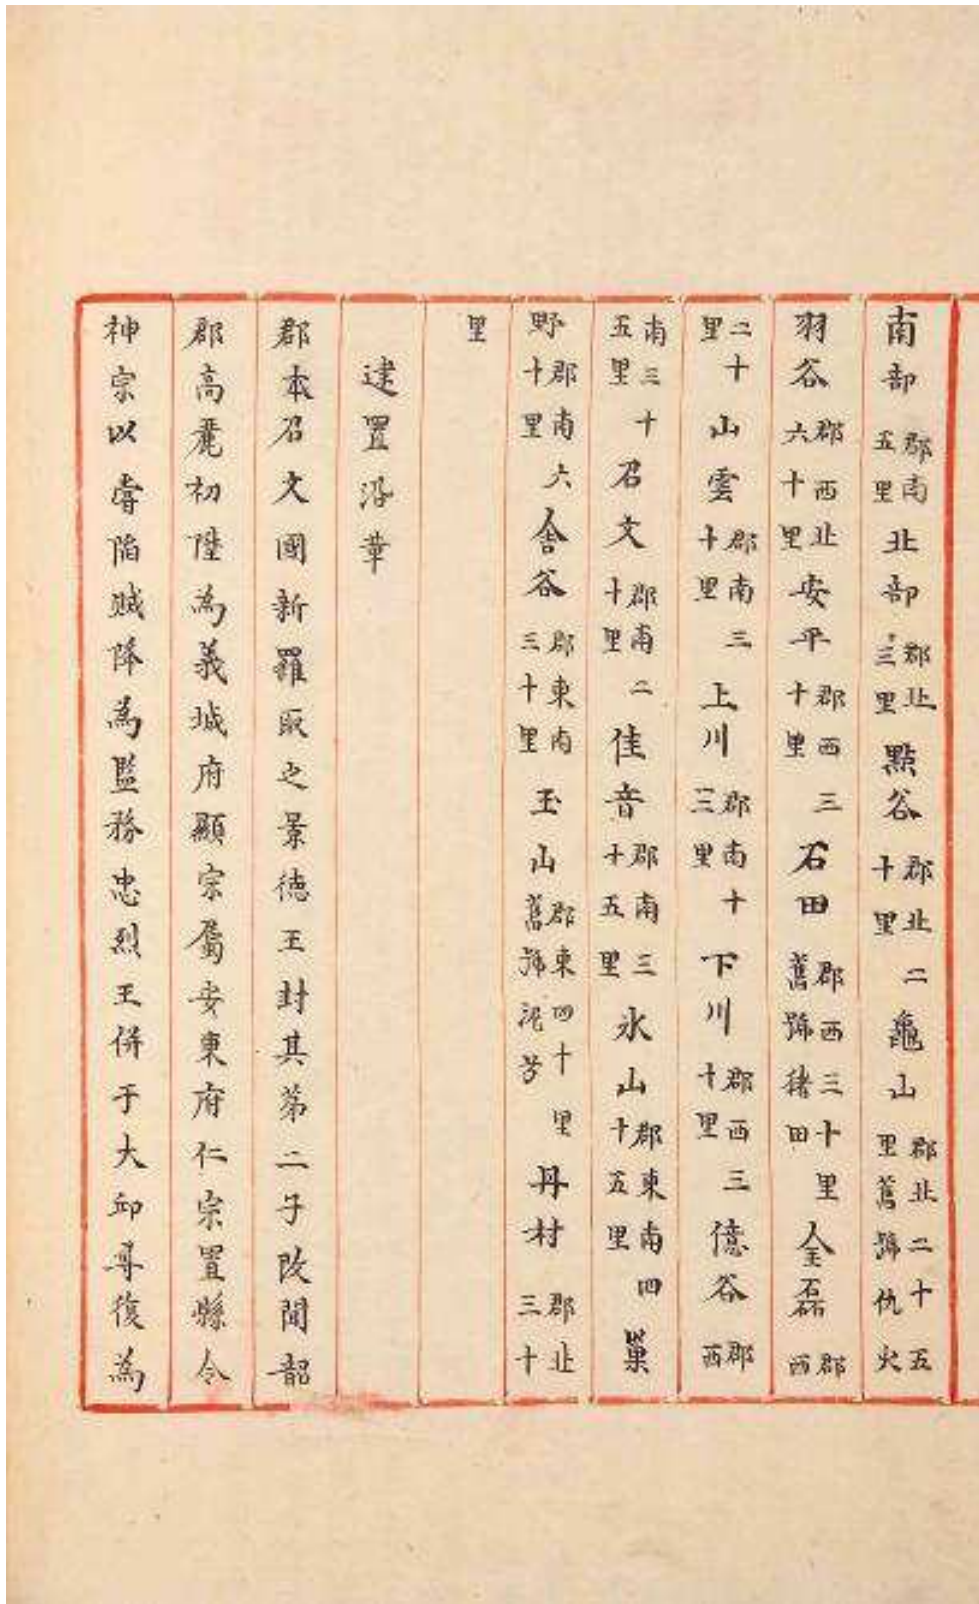 南部郡南五里北部郡北三里點谷郡北二十里龜山郡北二十五里舊號仇火
羽谷郡西北六十里安平郡西三十里石田郡西三十里舊號猪田金磊郡西
二十里山雲郡南三十里上川郡南十三里下川郡西三十里億谷郡西
南三十五里召文郡南二十里佳音郡南三十五里氷山郡東南四十五里巢
野郡南六十里舎谷郡東南三十里玉山郡東四十里舊號泥丹村郡北三十
里
建置沿革
郡本召文國新羅取之景德王封其第二子改聞韶
郡高麗初陞為義城府顯宗屬安東府仁宗置縣令
神宗以嘗陷賊降為監務忠烈王併于大邱尋復為